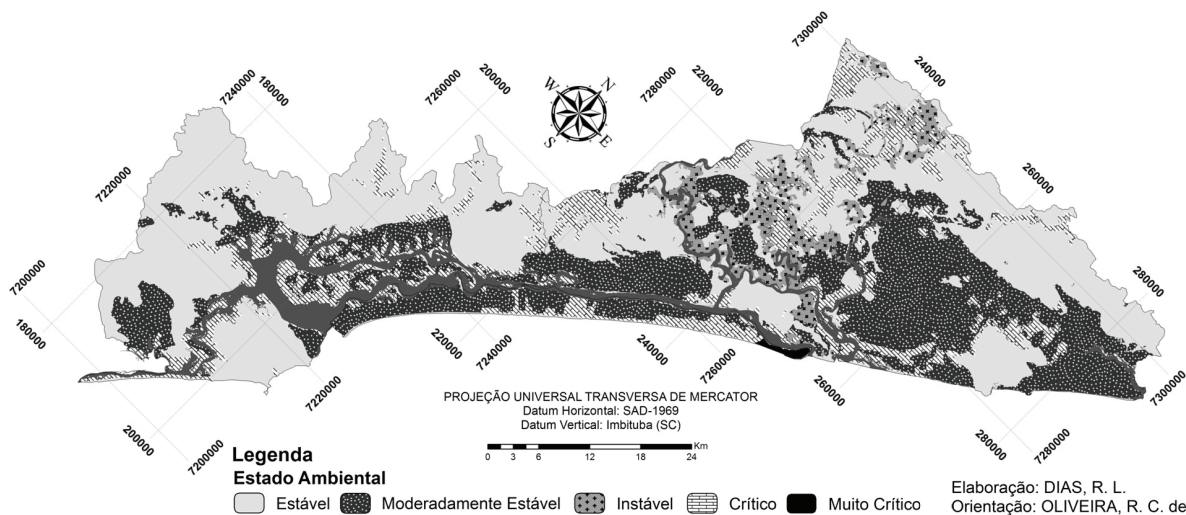 7300000
240000
7280000
220000
7260000
200000
7240000
180000
7220000
7200000
180000
200000
7200000
7220000
220000
7240000
240000
7260000
260000
280000
7280000
260000
280000
7300000
W
N
S
E
PROJEÇÃO UNIVERSAL TRANSVERSA DE MERCATOR
Datum Horizontal: SAD-1969
Datum Vertical: Imbituba (SC)
Km
0 3 6 12 18 24
Legenda
Estado Ambiental
Estável Moderadamente Estável Instável Crítico Muito Crítico
Elaboração: DIAS, R. L.
Orientação: OLIVEIRA, R. C. de